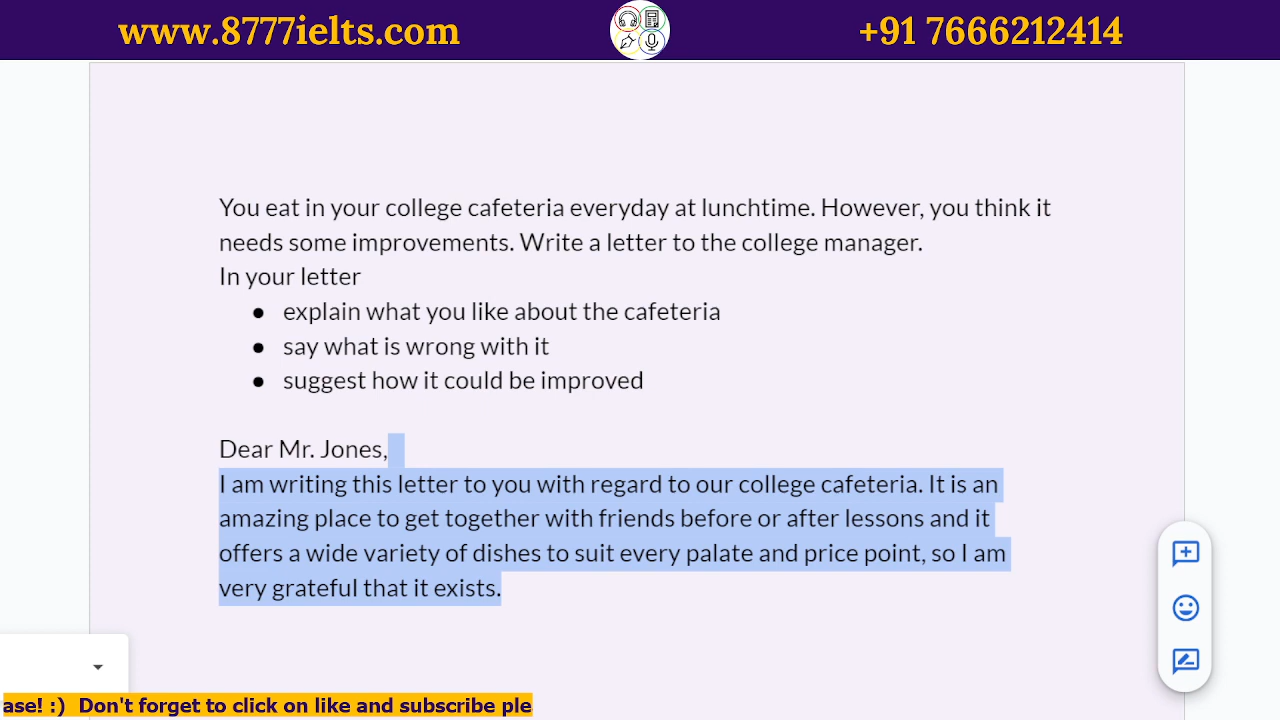 www.8777ielts.com
+91 7666212414
You eat in your college cafeteria everyday at lunchtime. However, you think it
needs some improvements. Write a letter to the college manager.
In your letter
● explain what you like about the cafeteria
● say what is wrong with it
● suggest how it could be improved
Dear Mr. Jones,
I am writing this letter to you with regard to our college cafeteria. It is an
amazing place to get together with friends before or after lessons and it
offers a wide variety of dishes to suit every palate and price point, so I am
very grateful that it exists.
ase! :) Don't forget to click on like and subscribe ple